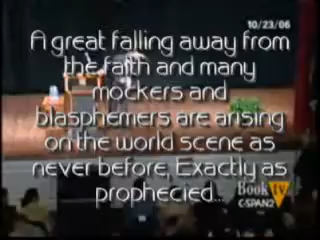 10/23/06
A great falling away from
the faith and many
mockers and
blasphemers are arising
on the world scene as
never before, Exactly as
prophecied...
Book tv
C-SPAN2